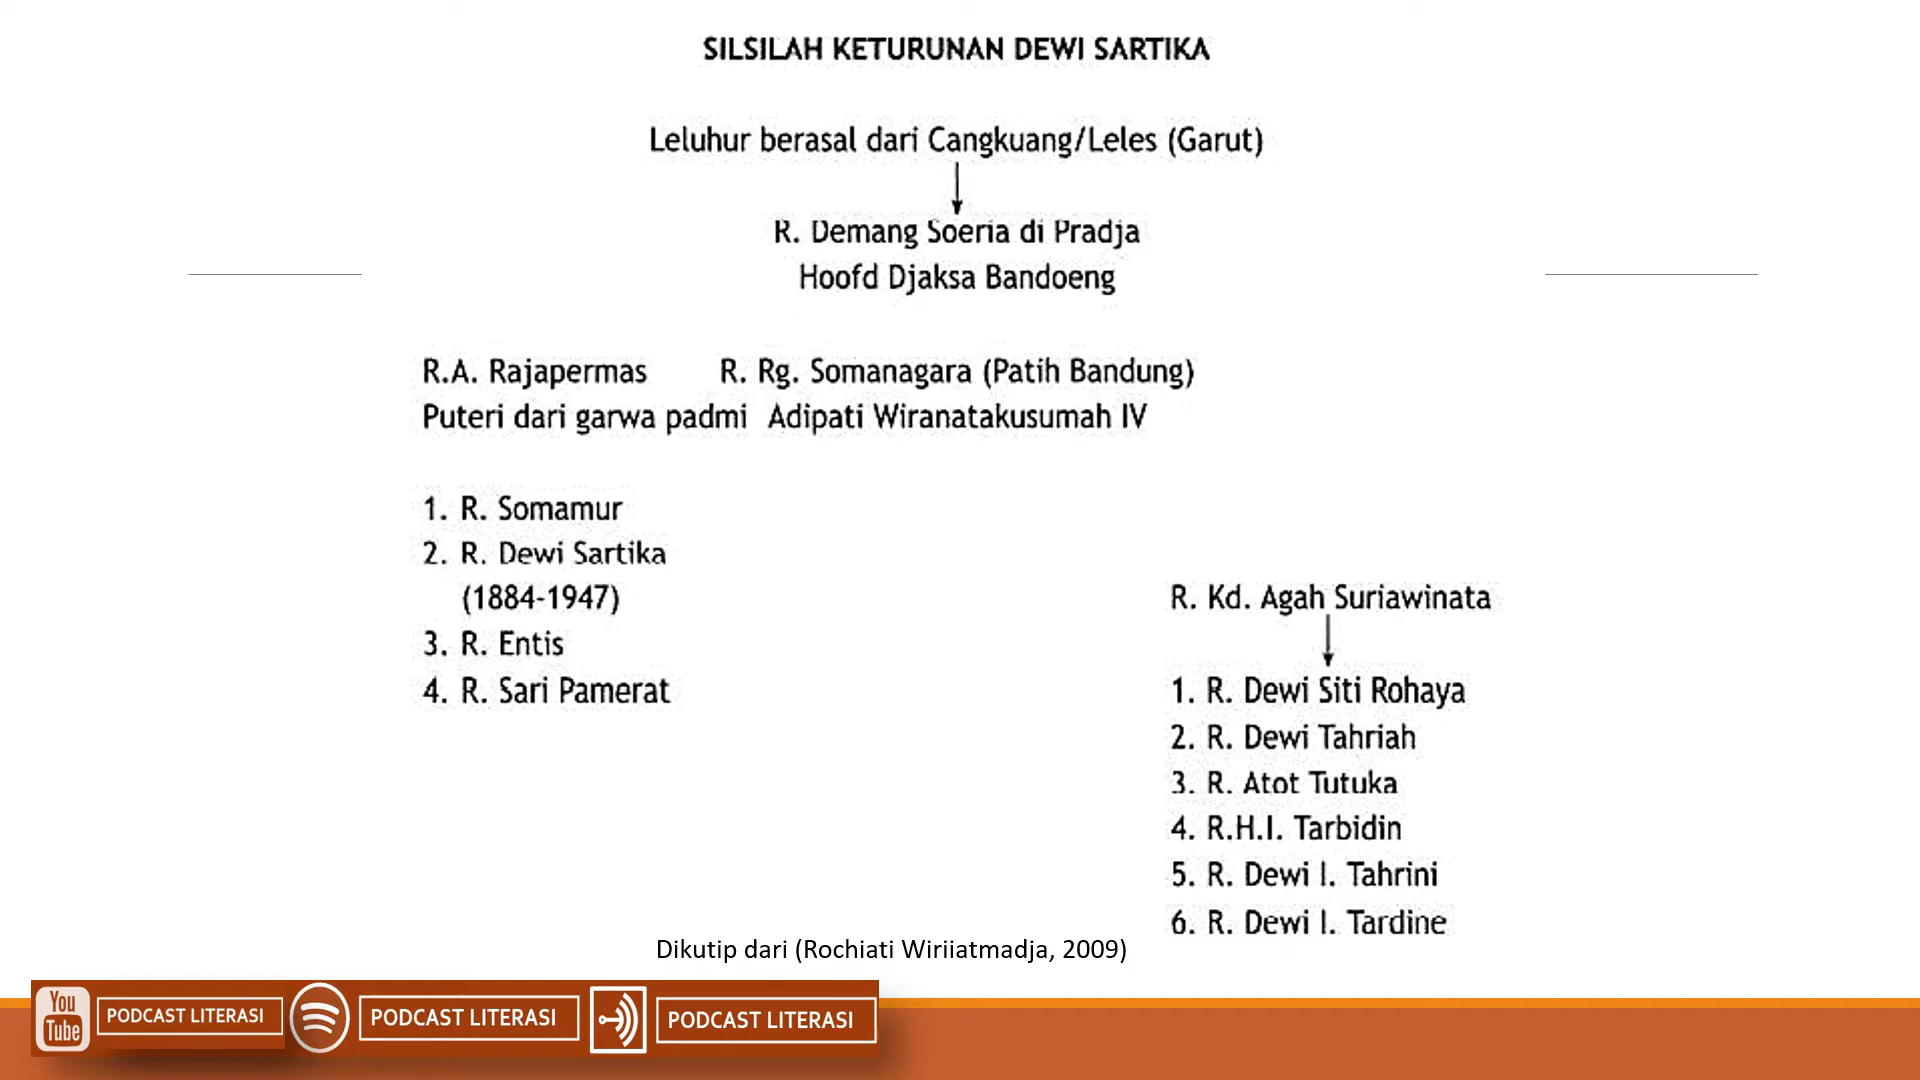 SILSILAH KETURUNAN DEWI SARTIKA
Leluhur berasal dari Cangkuang/Leles (Garut)
R. Demang Soeria di Pradja
Hoofd Djaksa Bandoeng
R.A. Rajapermas R. Rg. Somanagara (Patih Bandung)
Puteri dari garwa padmi Adipati Wiranatakusumah IV
1. R. Somamur
2. R. Dewi Sartika
(1884-1947)
3. R. Entis
4. R. Sari Pamerat
R. Kd. Agah Suriawinata
1. R. Dewi Siti Rohaya
2. R. Dewi Tahriah
3. R. Atot Tutuka
4. R.H.I. Tarbidin
5. R. Dewi I. Tahrini
6. R. Dewi I. Tardine
Dikutip dari (Rochiati Wiriiatmadja, 2009)
You
Tube
PODCAST LITERASI
PODCAST LITERASI
PODCAST LITERASI